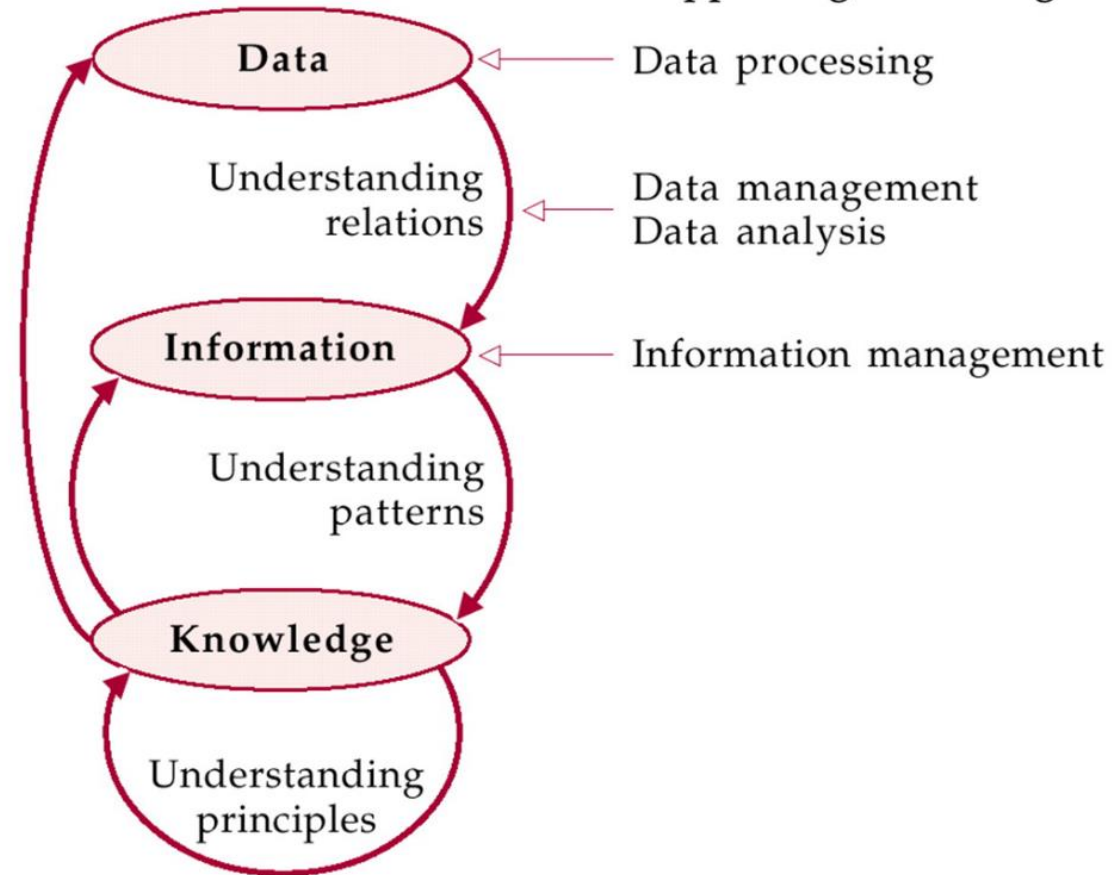 Data
Data processing
Understanding
relations
Data management
Data analysis
Information
Information management
Understanding
patterns
Knowledge
Understanding
principles